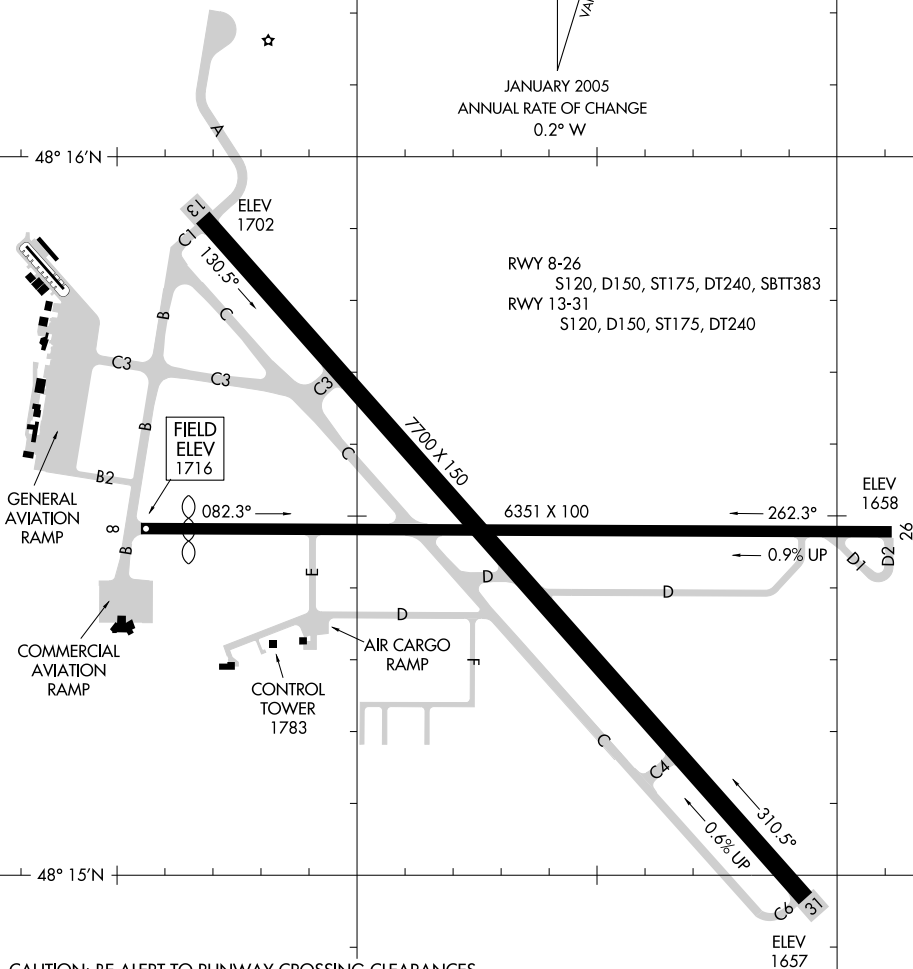 VAR
JANUARY 2005
ANNUAL RATE OF CHANGE
0.2° W
A
48° 16'N
13
ELEV
1702
C1
130.5°
RWY 8-26
S120, D150, ST175, DT240, SBTT383
RWY 13-31
S120, D150, ST175, DT240
B
C
C3
C3
C3
7700 X 150
B
FIELD
ELEV
1716
C
B2
GENERAL
AVIATION
RAMP
ELEV
1658
8
082.3°
6351 X 100
262.3°
26
B
0.9% UP
D1
D2
E
D
D
D
COMMERCIAL
AVIATION
RAMP
AIR CARGO
RAMP
F
CONTROL
TOWER
1783
C
C4
310.5°
0.6% UP
48° 15'N
C6
31
ELEV
1657
CAUTION: BE ALERT TO RUNWAY CROSSING CLEARANCES